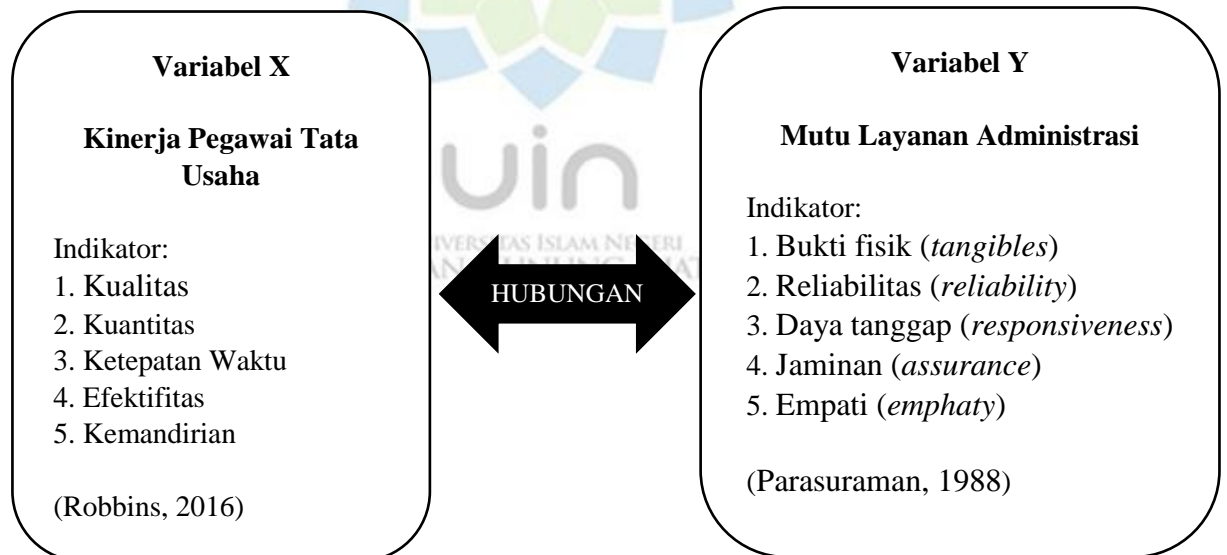 Variabel X
Kinerja Pegawai Tata
Usaha
Indikator:
1. Kualitas
2. Kuantitas
3. Ketepatan Waktu
4. Efektifitas
5. Kemandirian
(Robbins, 2016)
uin
HUBUNGAN
Variabel Y
Mutu Layanan Administrasi
Indikator:
1. Bukti fisik (tangibles)
2. Reliabilitas (reliability)
3. Daya tanggap (responsiveness)
4. Jaminan (assurance)
5. Empati (emphaty)
(Parasuraman, 1988)